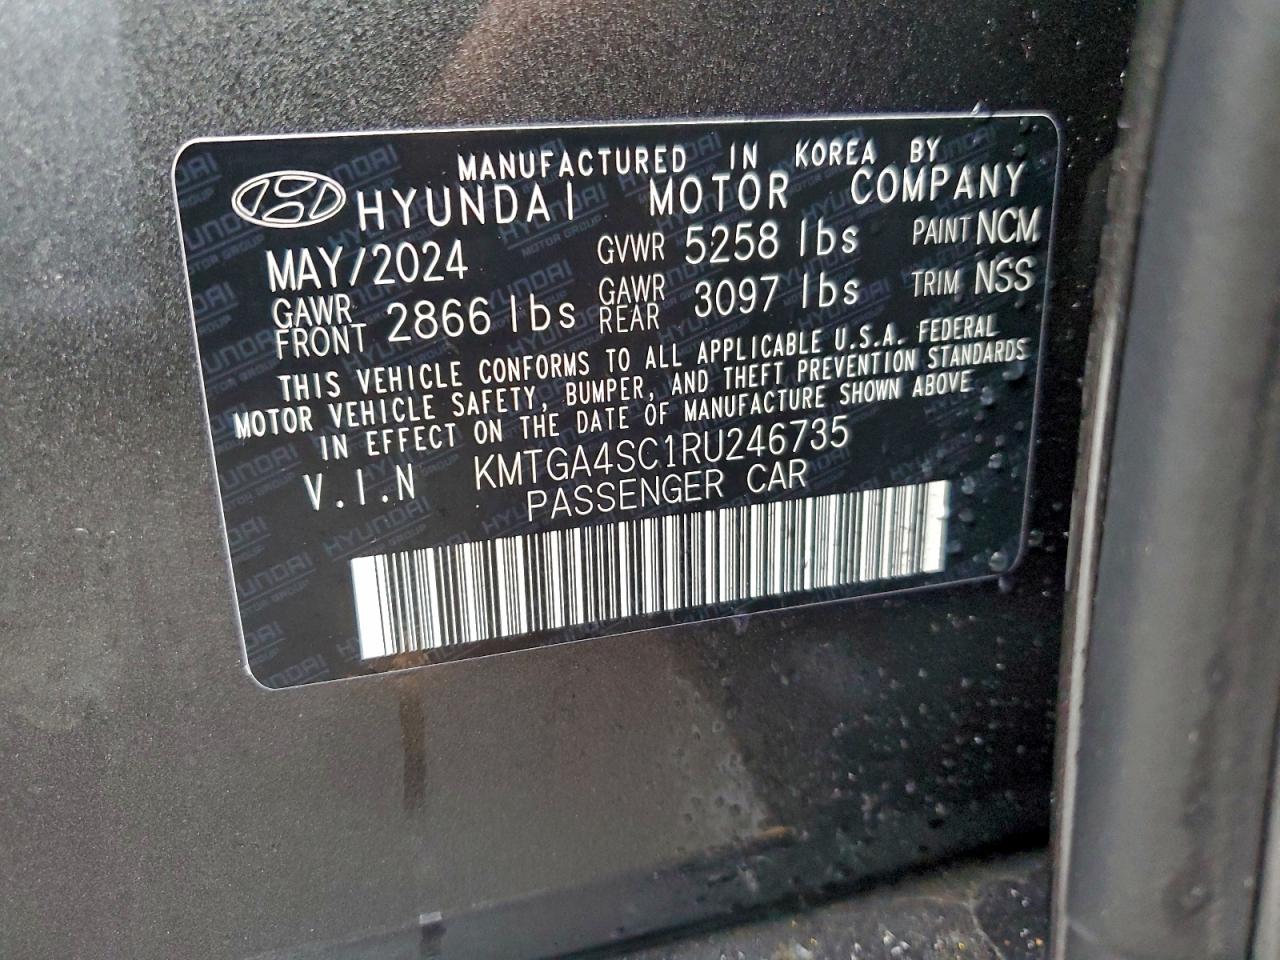 MANUFACTURED IN KOREA BY
HYUNDAI MOTOR COMPANY
MAY/2024 GVWR 5258 lbs PAINT NCM
GAWR FRONT 2866 lbs GAWR REAR 3097 lbs TRIM NSS
THIS VEHICLE CONFORMS TO ALL APPLICABLE U.S.A. FEDERAL
MOTOR VEHICLE SAFETY, BUMPER, AND THEFT PREVENTION STANDARDS
IN EFFECT ON THE DATE OF MANUFACTURE SHOWN ABOVE
V.I.N KMTGA4SC1RU246735
PASSENGER CAR